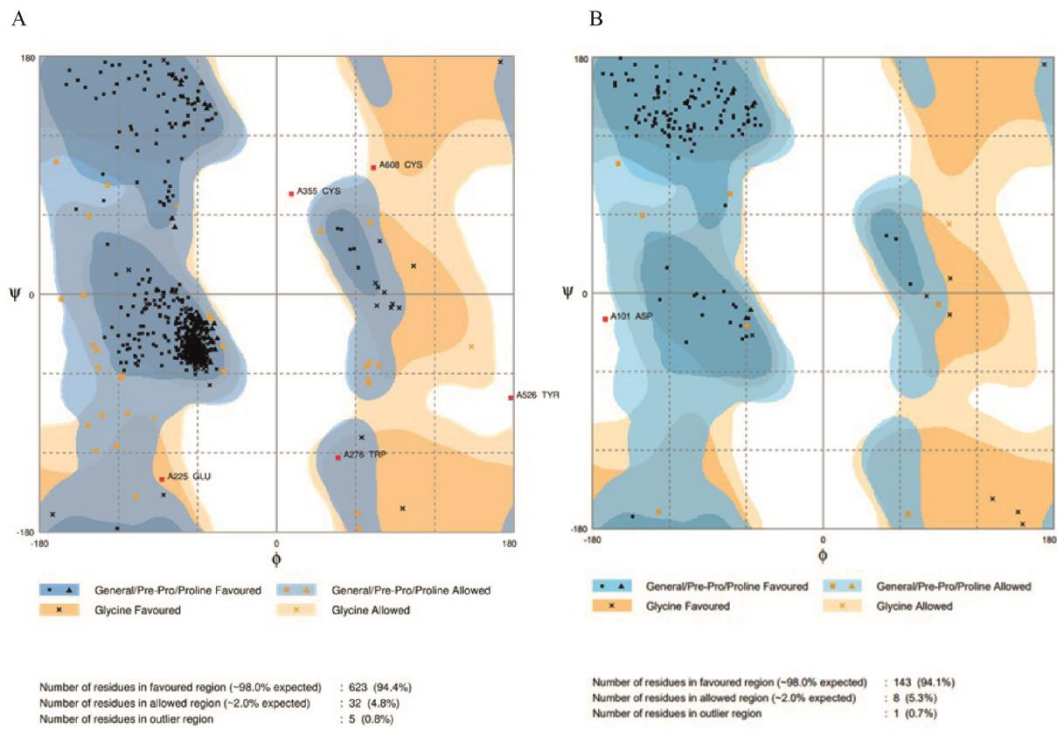 A
180
A608 CYS
A355 CYS
ψ
0
A526 TYR
A276 TRP
A225 GLU
-180
-180
0
180
ϕ
General/Pre-Pro/Proline Favoured
General/Pre-Pro/Proline Allowed
Glycine Favoured
Glycine Allowed
Number of residues in favoured region (~98.0% expected) : 623 (94.4%)
Number of residues in allowed region (~2.0% expected) : 32 (4.8%)
Number of residues in outlier region : 5 (0.8%)
B
180
ψ
0
A101 ASP
-180
-180
0
180
ϕ
General/Pre-Pro/Proline Favoured
General/Pre-Pro/Proline Allowed
Glycine Favoured
Glycine Allowed
Number of residues in favoured region (~98.0% expected) : 143 (94.1%)
Number of residues in allowed region (~2.0% expected) : 8 (5.3%)
Number of residues in outlier region : 1 (0.7%)